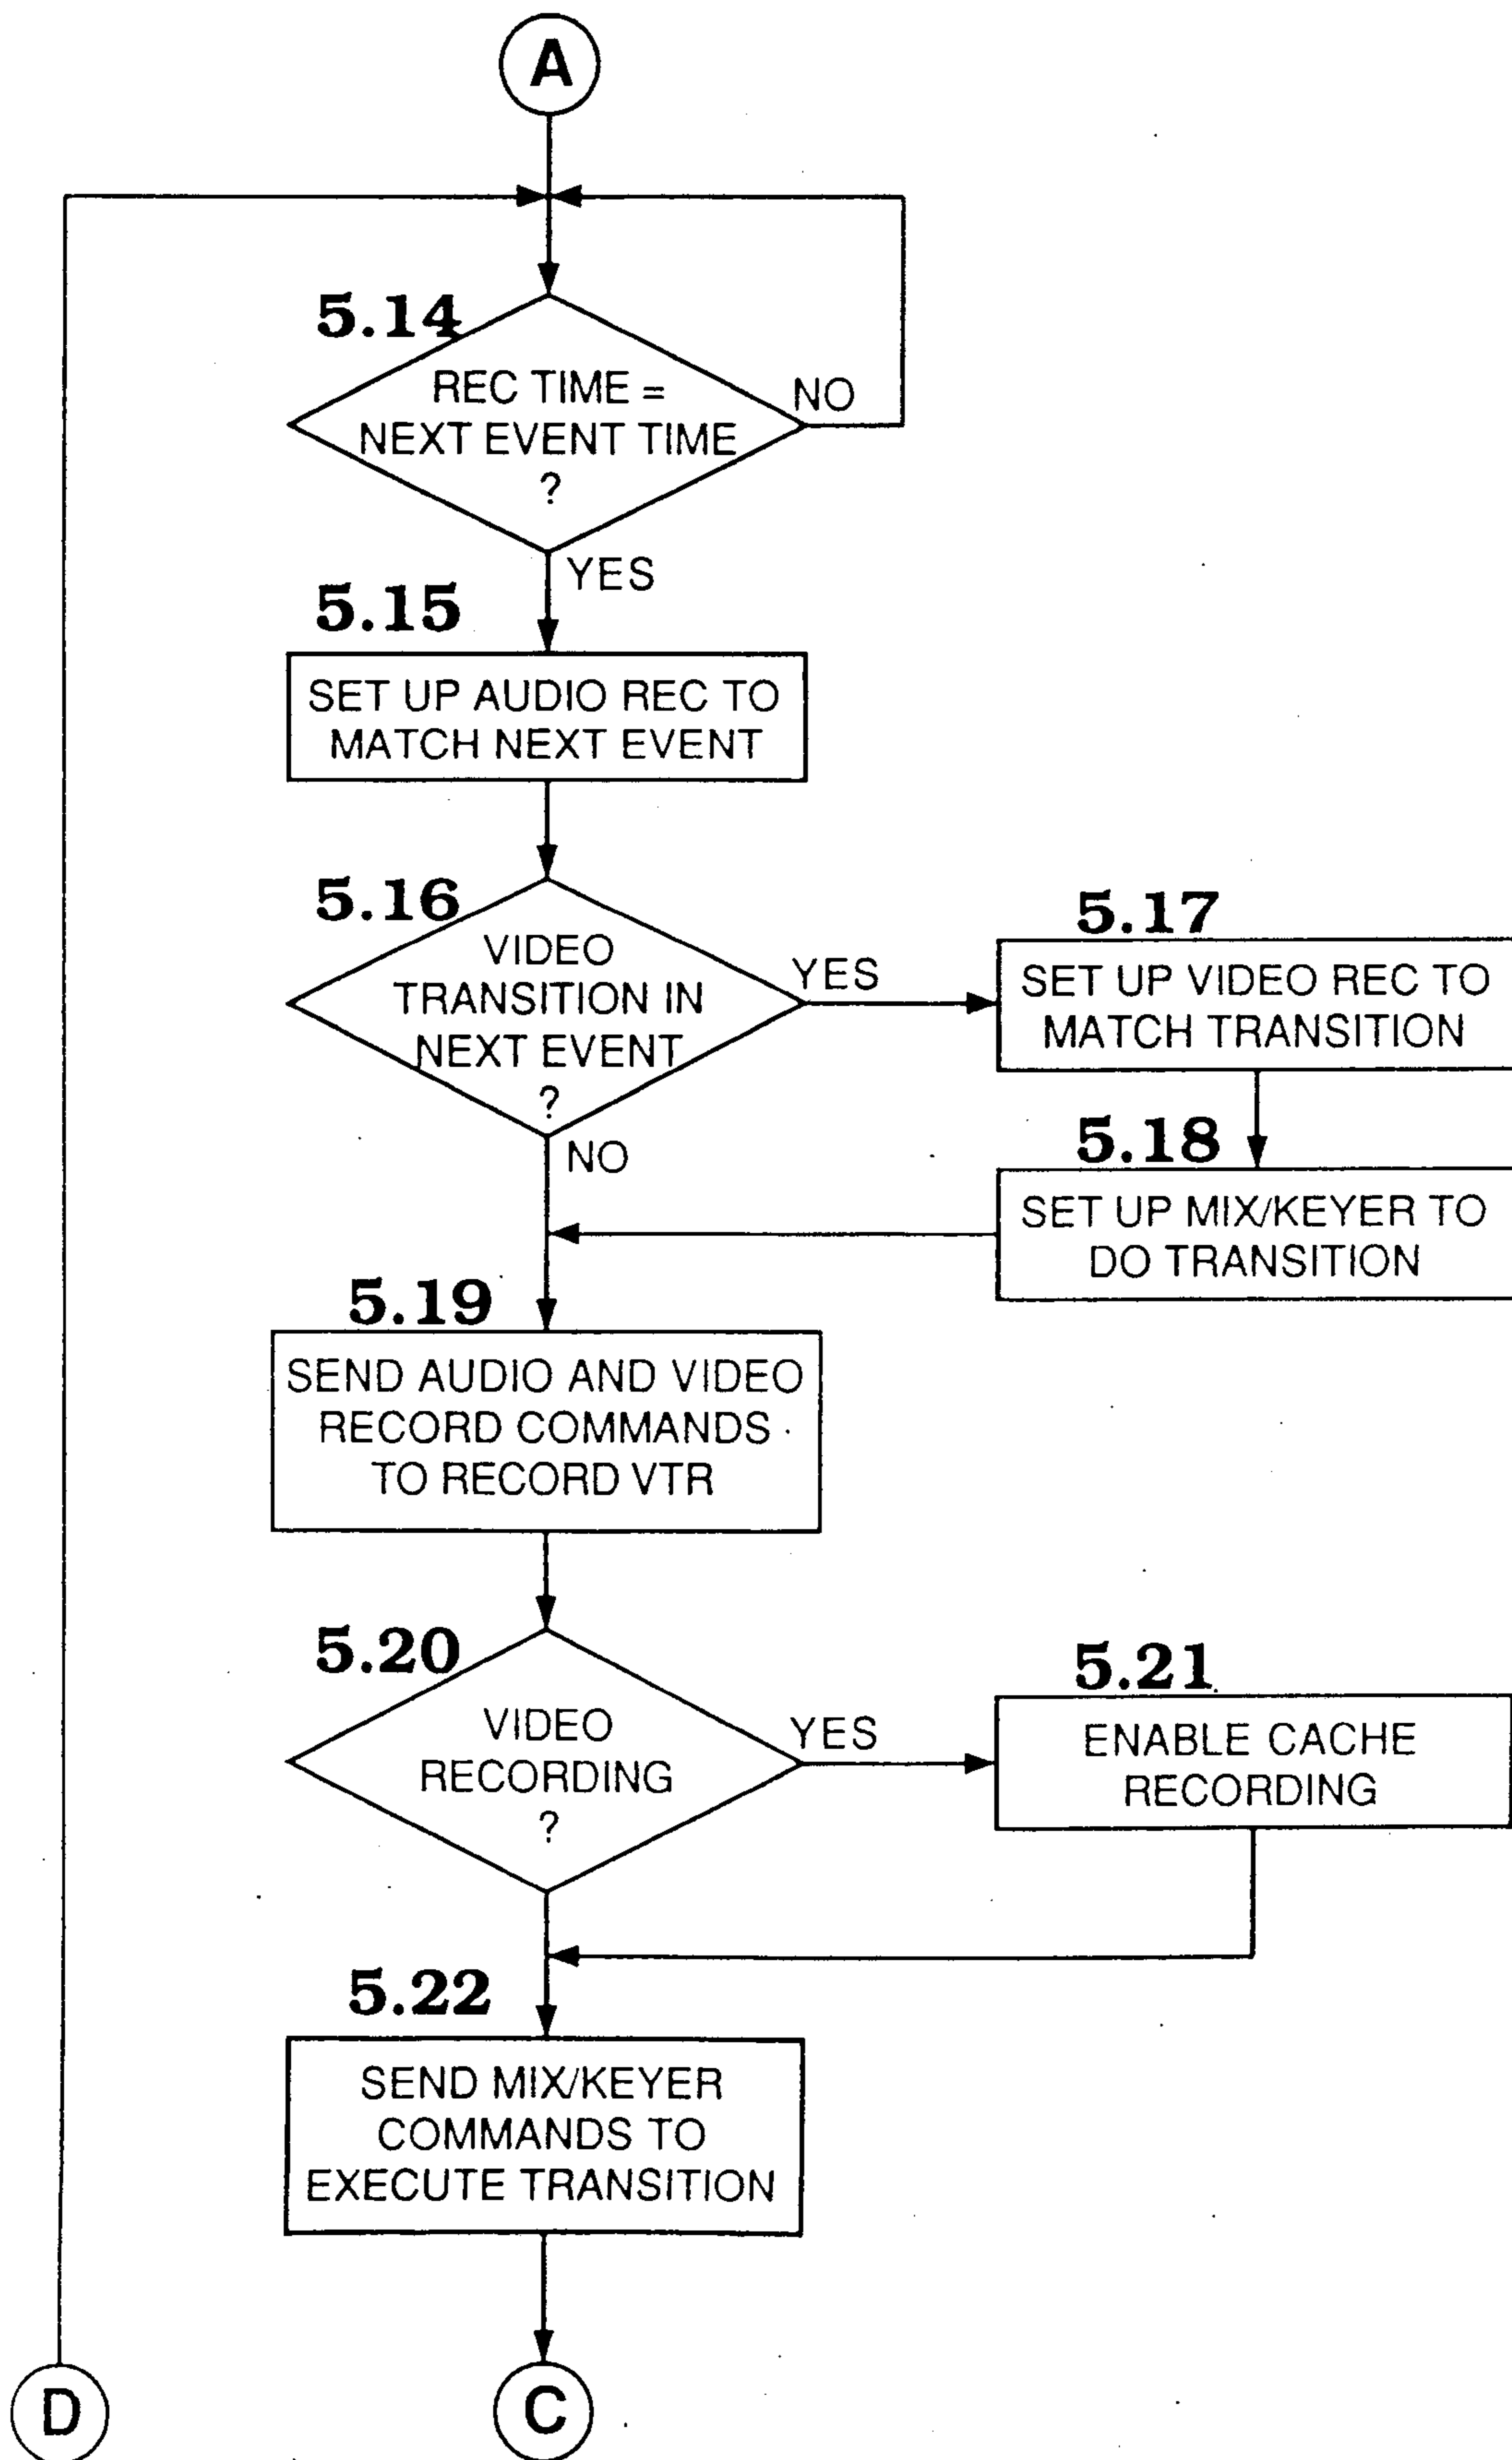 A
5.14
REC TIME =
NEXT EVENT TIME
?
NO
YES
5.15
SET UP AUDIO REC TO
MATCH NEXT EVENT
5.16
VIDEO
TRANSITION IN
NEXT EVENT
?
YES
NO
5.17
SET UP VIDEO REC TO
MATCH TRANSITION
5.18
SET UP MIX/KEYER TO
DO TRANSITION
5.19
SEND AUDIO AND VIDEO
RECORD COMMANDS
TO RECORD VTR
5.20
VIDEO
RECORDING
?
YES
5.21
ENABLE CACHE
RECORDING
5.22
SEND MIX/KEYER
COMMANDS TO
EXECUTE TRANSITION
D
C